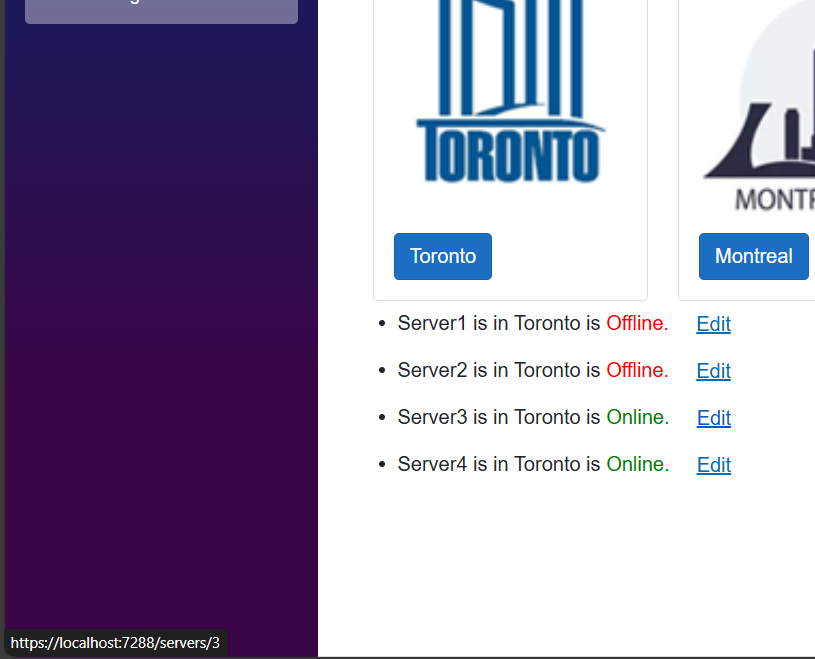 TORONTO
Toronto
Montreal
Server1 is in Toronto is Offline. Edit
Server2 is in Toronto is Offline. Edit
Server3 is in Toronto is Online. Edit
Server4 is in Toronto is Online. Edit
https://localhost:7288/servers/3